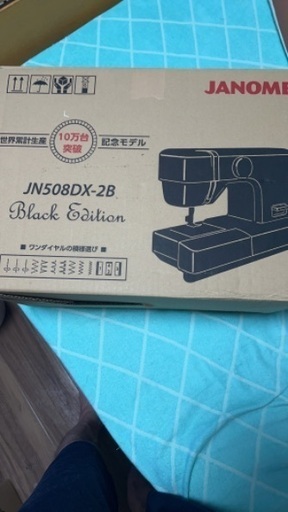 JANOME
世界累計生産 10万台突破 記念モデル
JN508DX-2B
Black Edition
■ ワンダイヤルの模様選び ■